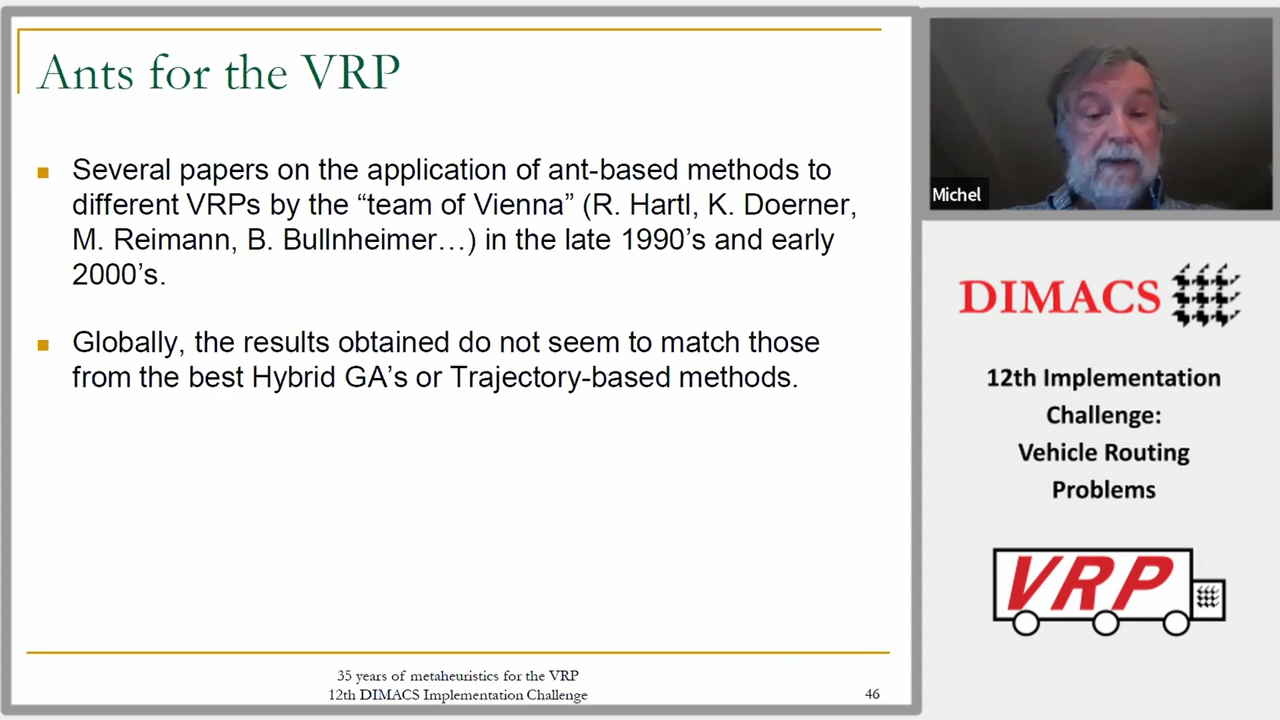 Ants for the VRP
Several papers on the application of ant-based methods to
different VRPs by the “team of Vienna” (R. Hartl, K. Doerner,
M. Reimann, B. Bullnheimer…) in the late 1990’s and early
2000’s.
Globally, the results obtained do not seem to match those
from the best Hybrid GA’s or Trajectory-based methods.
35 years of metaheuristics for the VRP
12th DIMACS Implementation Challenge
46
Michel
DIMACS
12th Implementation
Challenge:
Vehicle Routing
Problems
VRP